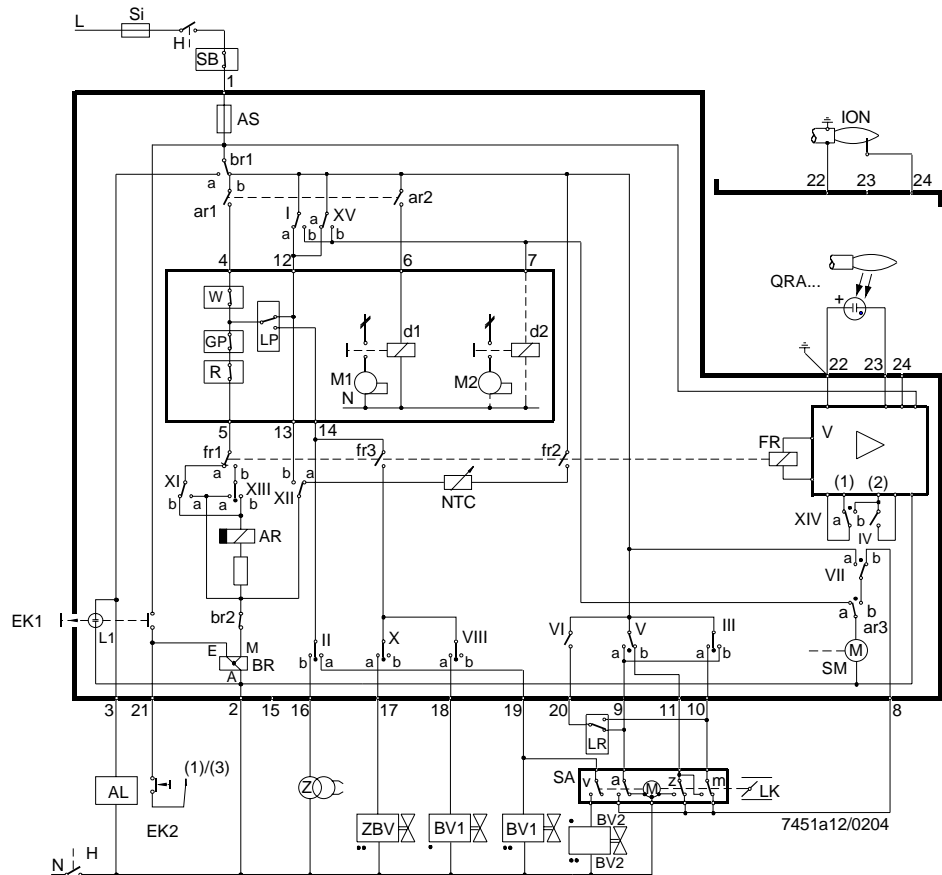 L Si
H
SB
1
AS
ION
br1
22 23 24
a b
ar1 ar2
I a XV
a b b
4 12 6 7
QRA...
+
W
LP
GP
d1 d2
R
M1 M2
N
22 23 24
V
5 13 14
fr1 fr3 fr2 FR
a b b a
XI XIII XII
b a a b
NTC
(1) (2)
XIV a b
IV
AR
a b
VII
br2
a b
ar3
EK1 L1
E M
BR
A
II X VIII VI V III
b a a b a b a b a b
M
SM
3 21 2 15 16 17 18 19 20 9 11 10 8
LR
(1)/(3)
AL
Z
SA v a M z m LK
EK2
7451a12/0204
ZBV BV1 BV1 BV2
BV2
H
N